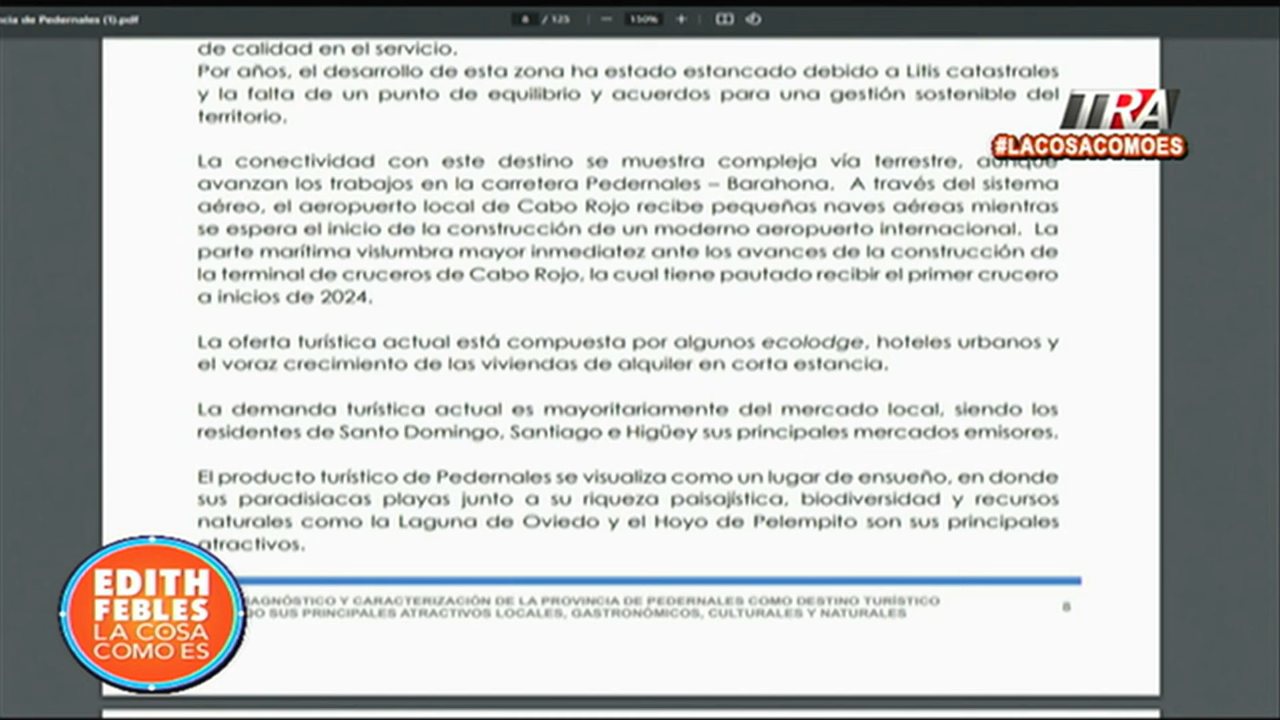 ncia de Pedernales (1).pdf
8 / 125
150%
de calidad en el servicio.
Por años, el desarrollo de esta zona ha estado estancado debido a Litis catastrales
y la falta de un punto de equilibrio y acuerdos para una gestión sostenible del
territorio.
TRA
#LACOSACOMOES
La conectividad con este destino se muestra compleja vía terrestre, aunque
avanzan los trabajos en la carretera Pedernales – Barahona. A través del sistema
aéreo, el aeropuerto local de Cabo Rojo recibe pequeñas naves aéreas mientras
se espera el inicio de la construcción de un moderno aeropuerto internacional. La
parte marítima vislumbra mayor inmediatez ante los avances de la construcción de
la terminal de cruceros de Cabo Rojo, la cual tiene pautado recibir el primer crucero
a inicios de 2024.
La oferta turística actual está compuesta por algunos ecolodge, hoteles urbanos y
el voraz crecimiento de las viviendas de alquiler en corta estancia.
La demanda turística actual es mayoritariamente del mercado local, siendo los
residentes de Santo Domingo, Santiago e Higüey sus principales mercados emisores.
El producto turístico de Pedernales se visualiza como un lugar de ensueño, en donde
sus paradisiacas playas junto a su riqueza paisajística, biodiversidad y recursos
naturales como la Laguna de Oviedo y el Hoyo de Pelempito son sus principales
atractivos.
EDITH
FEBLES
LA COSA
COMO ES
AGNÓSTICO Y CARACTERIZACIÓN DE LA PROVINCIA DE PEDERNALES COMO DESTINO TURÍSTICO
O SUS PRINCIPALES ATRACTIVOS LOCALES, GASTRONÓMICOS, CULTURALES Y NATURALES
8